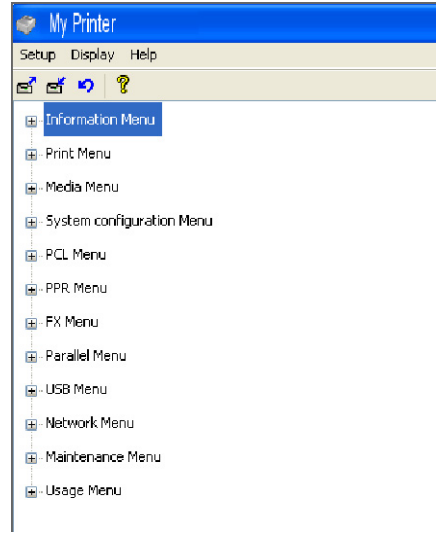 My Printer
Setup Display Help
Information Menu
Print Menu
Media Menu
System configuration Menu
PCL Menu
PPR Menu
FX Menu
Parallel Menu
USB Menu
Network Menu
Maintenance Menu
Usage Menu